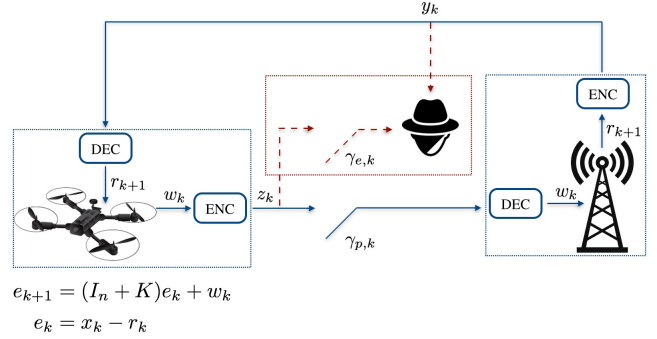 y_k
ENC
DEC
r_{k+1}
r_{k+1}
γ_{e,k}
w_k
ENC
z_k
DEC
w_k
γ_{p,k}
e_{k+1} = (I_n + K)e_k + w_k
e_k = x_k − r_k